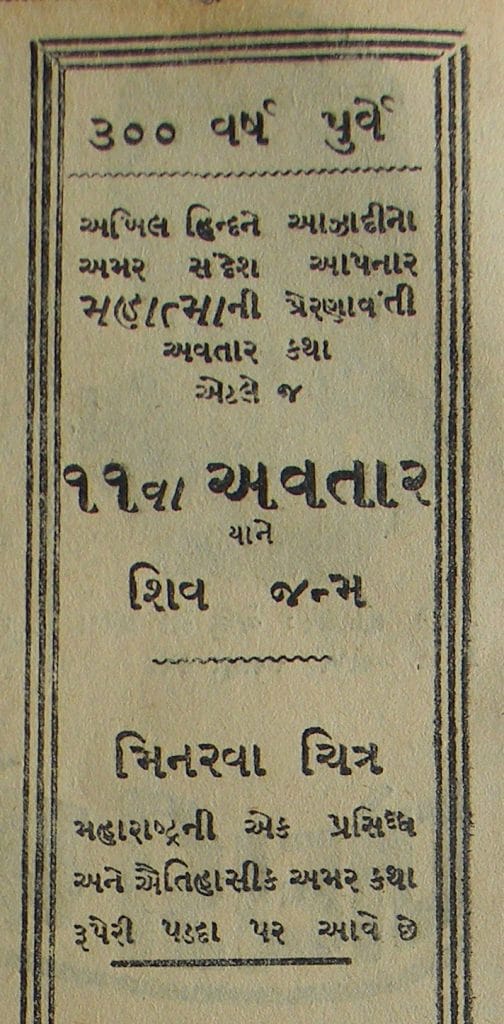 ૩૦૦ વર્ષ પુર્વે
અખિલ હિન્દને આઝાદીનો
અમર સંદેશ આપનાર
મહાત્માની પ્રેરણાવંતી
અવતાર કથા
એટલે જ
૧૧વા અવતાર
યાને
શિવ જન્મ
મિનરવા ચિત્ર
મહારાષ્ટ્રની એક પ્રસિધ્ધ
અને ઐતિહાસીક અમર કથા
રૂપેરી પડદા પર આવે છે